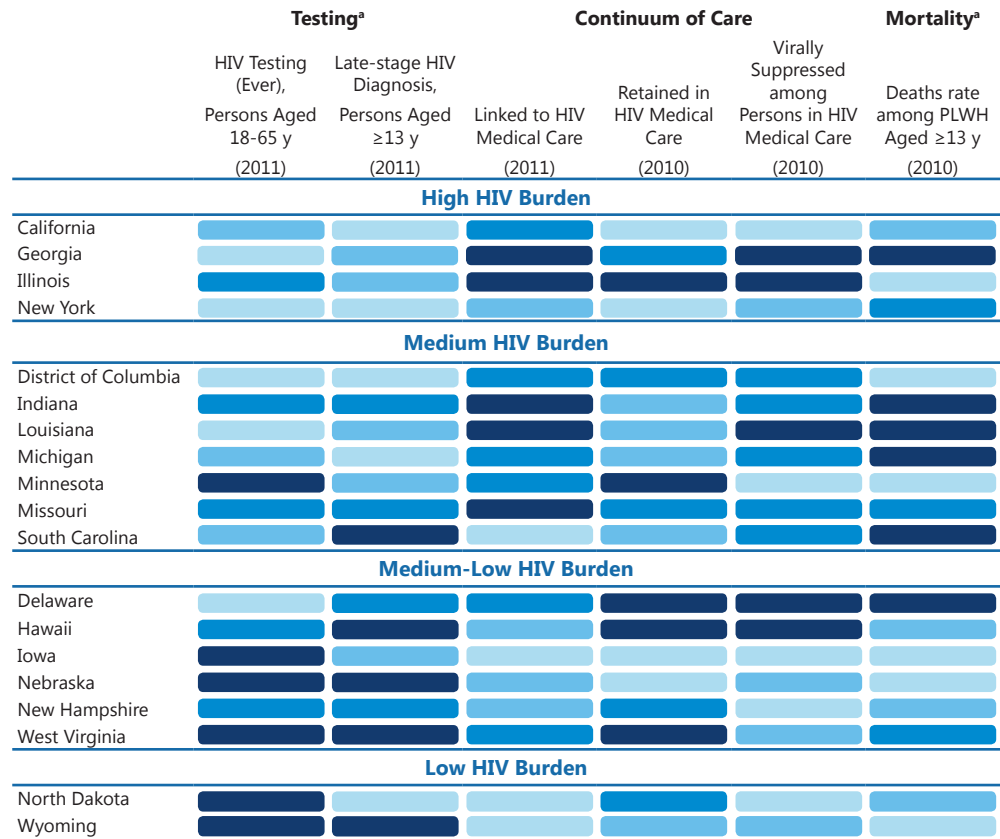 Testingᵃ Continuum of Care Mortalityᵃ
HIV Testing
(Ever),
Persons Aged
18-65 y
(2011)
Late-stage HIV
Diagnosis,
Persons Aged
≥13 y
(2011)
Linked to HIV
Medical Care
(2011)
Retained in
HIV Medical
Care
(2010)
Virally
Suppressed
among
Persons in HIV
Medical Care
(2010)
Deaths rate
among PLWH
Aged ≥13 y
(2010)
High HIV Burden
California
Georgia
Illinois
New York
Medium HIV Burden
District of Columbia
Indiana
Louisiana
Michigan
Minnesota
Missouri
South Carolina
Medium-Low HIV Burden
Delaware
Hawaii
Iowa
Nebraska
New Hampshire
West Virginia
Low HIV Burden
North Dakota
Wyoming